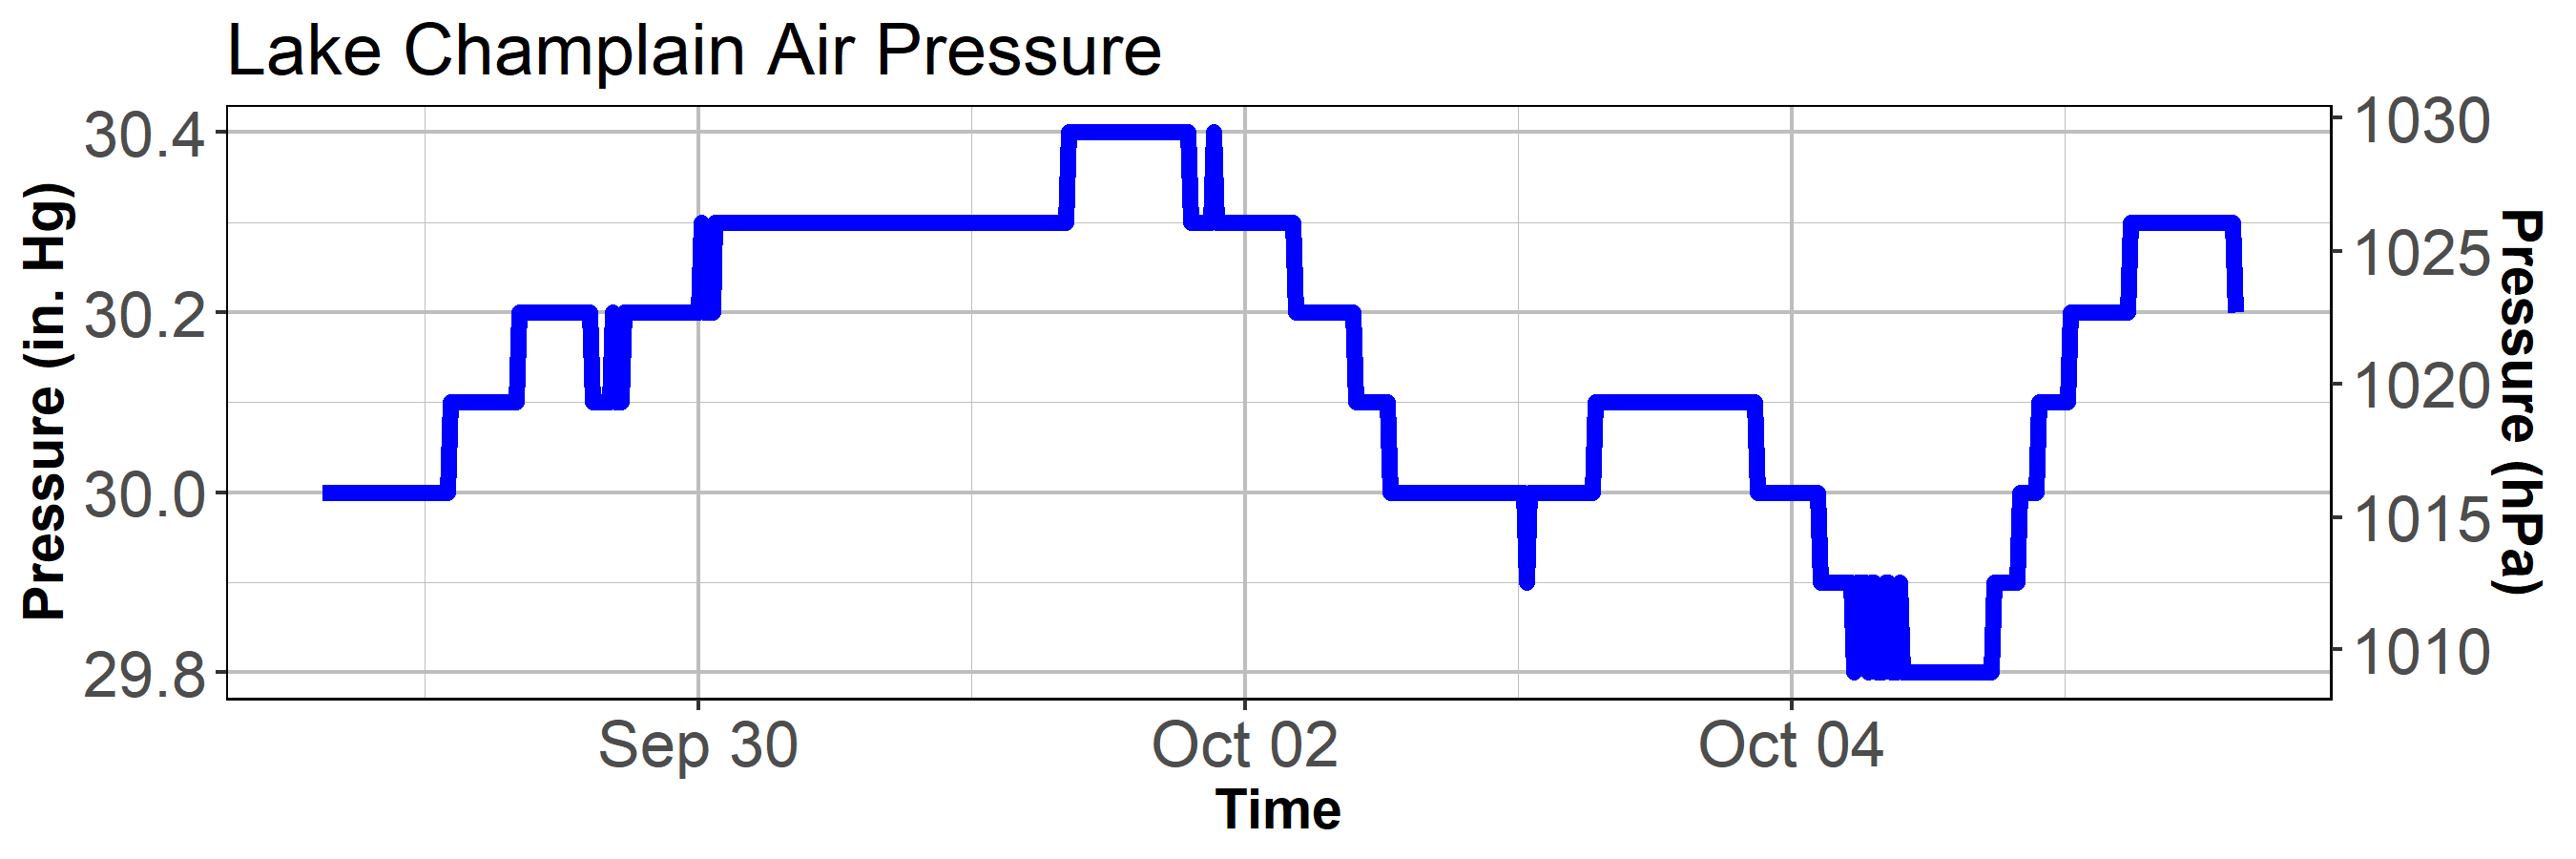 Lake Champlain Air Pressure
Pressure (in. Hg)
30.4
30.2
30.0
29.8
1030
1025
1020
1015
1010
Pressure (hPa)
Sep 30
Oct 02
Oct 04
Time